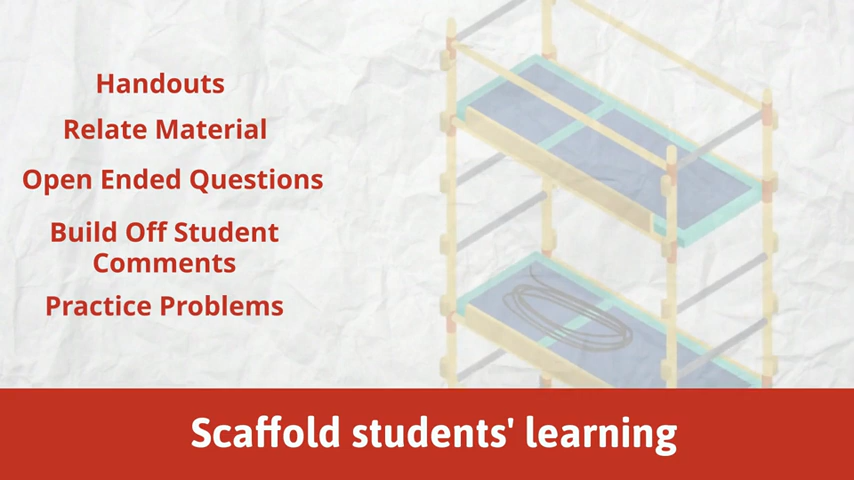 Handouts
Relate Material
Open Ended Questions
Build Off Student
Comments
Practice Problems
Scaffold students' learning